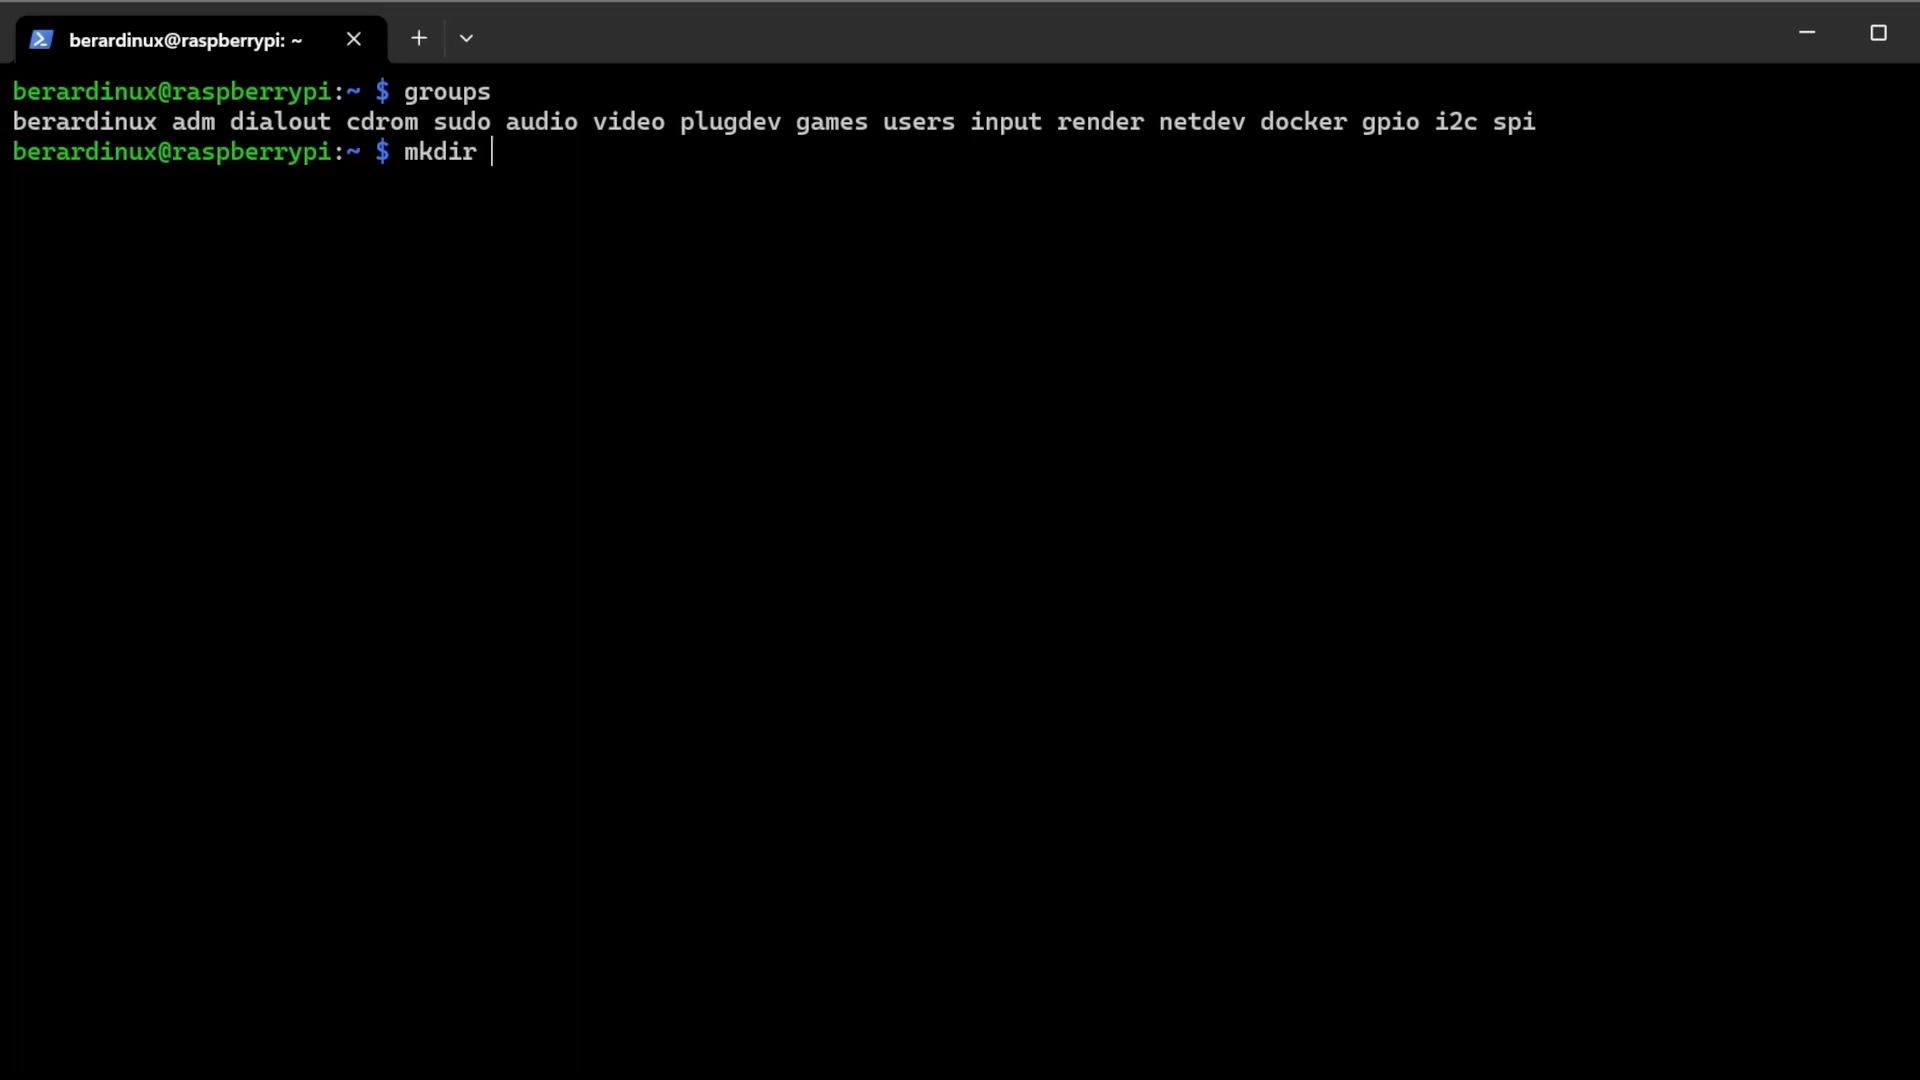 berardinux@raspberrypi: ~
berardinux@raspberrypi:~ $ groups
berardinux adm dialout cdrom sudo audio video plugdev games users input render netdev docker gpio i2c spi
berardinux@raspberrypi:~ $ mkdir